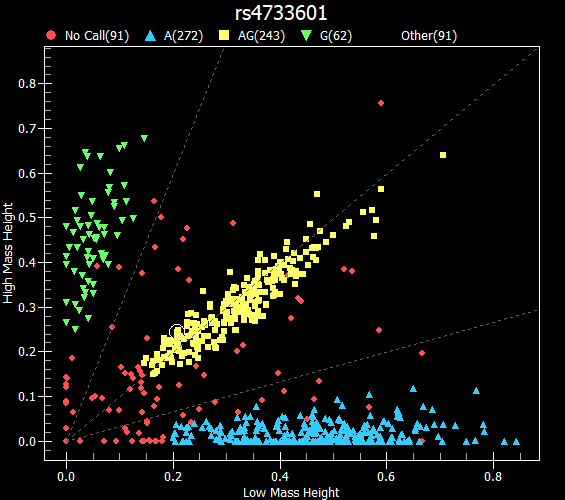 rs4733601
No Call(91) A(272) AG(243) G(62) Other(91)
0.8
0.7
0.6
0.5
0.4
0.3
0.2
0.1
0.0
High Mass Height
0.0 0.2 0.4 0.6 0.8
Low Mass Height